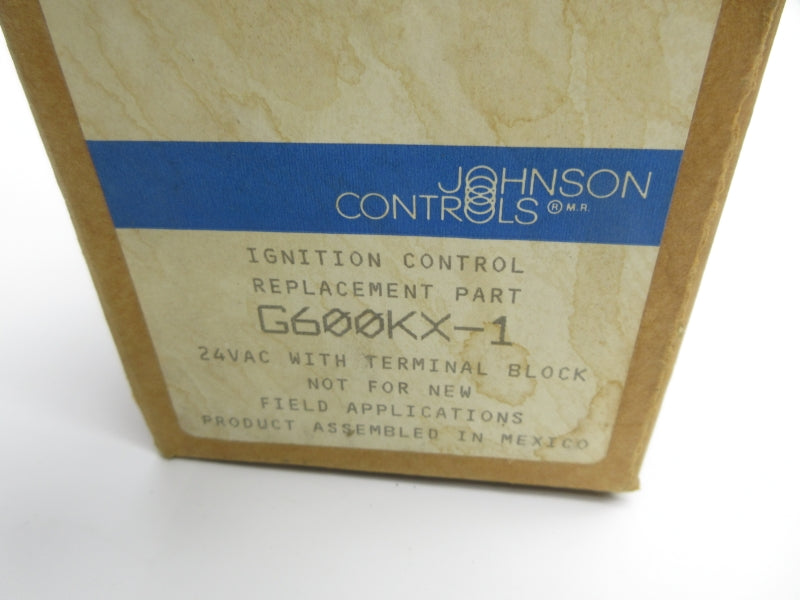 JOHNSON
CONTROLS ® M.R.
IGNITION CONTROL
REPLACEMENT PART
G600KX-1
24VAC WITH TERMINAL BLOCK
NOT FOR NEW
FIELD APPLICATIONS
PRODUCT ASSEMBLED IN MEXICO